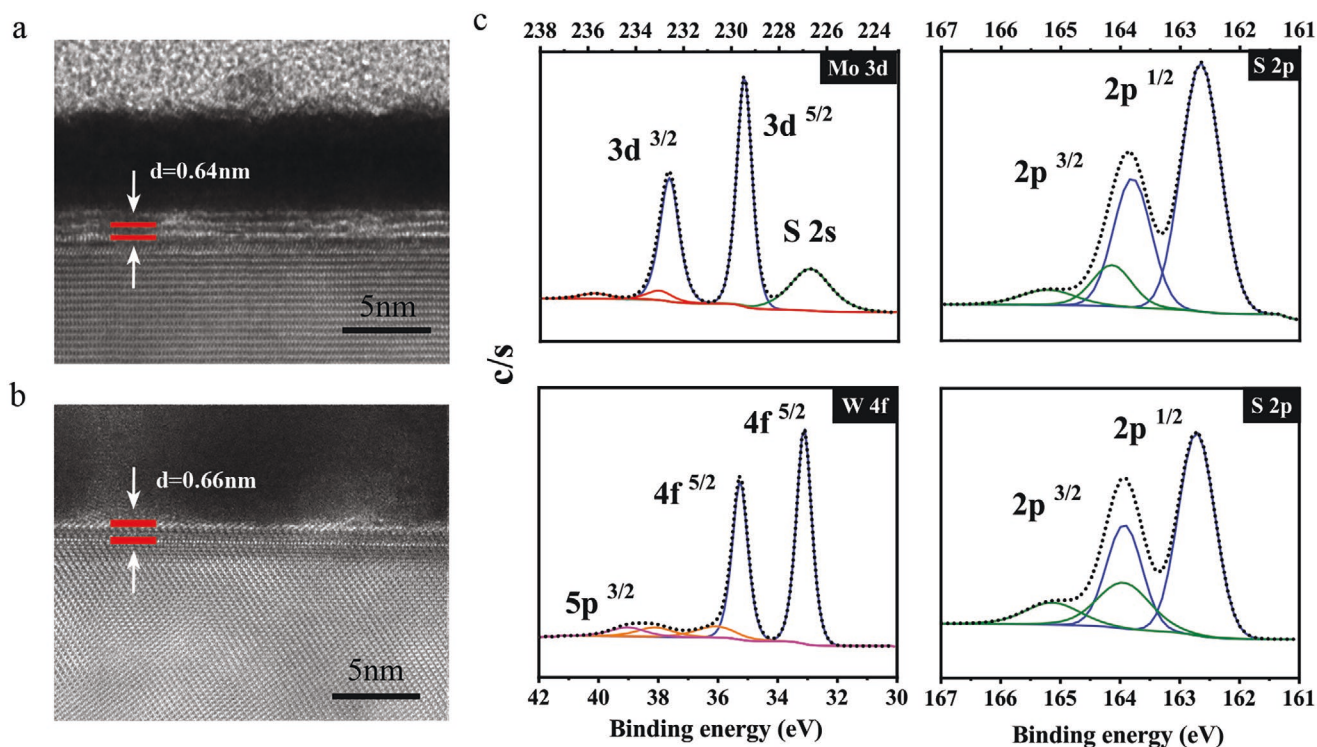 a
d=0.64nm
5nm
b
d=0.66nm
5nm
c
238 236 234 232 230 228 226 224
Mo 3d
3d 3/2
3d 5/2
S 2s
167 166 165 164 163 162 161
S 2p
2p 1/2
2p 3/2
c/s
W 4f
4f 5/2
4f 5/2
5p 3/2
42 40 38 36 34 32 30
Binding energy (eV)
S 2p
2p 1/2
2p 3/2
167 166 165 164 163 162 161
Binding energy (eV)